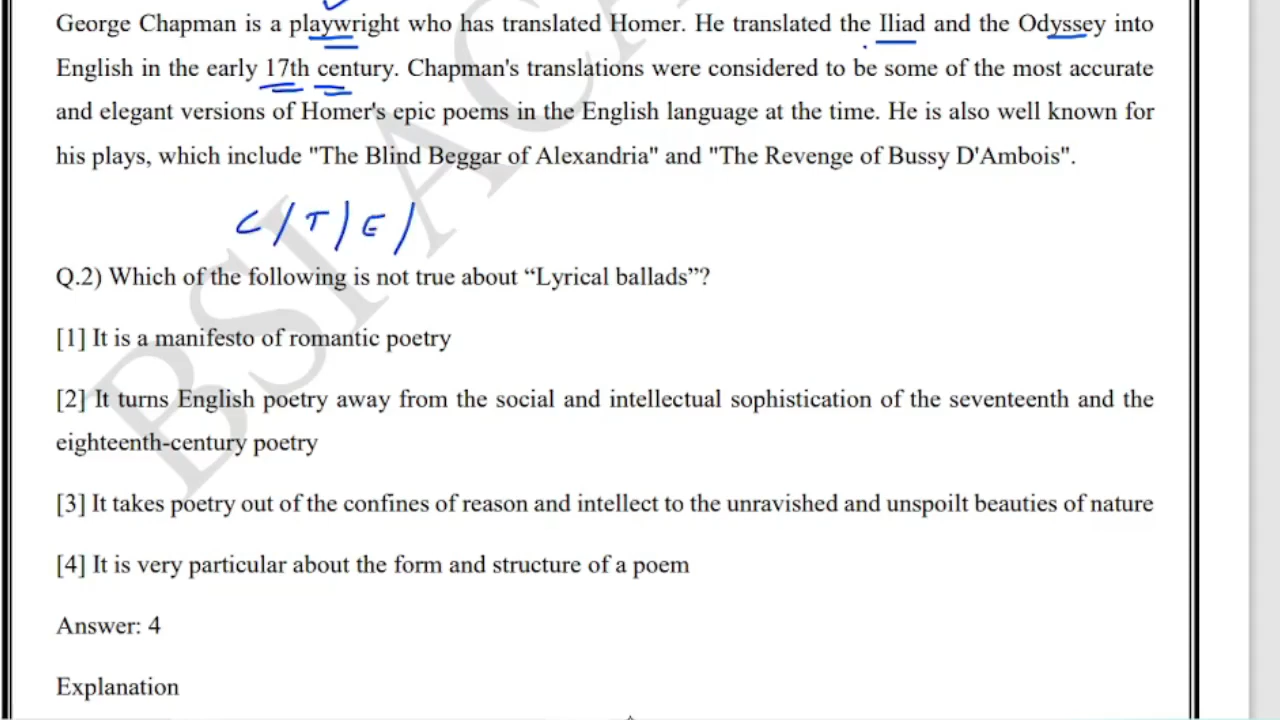 George Chapman is a playwright who has translated Homer. He translated the Iliad and the Odyssey into
English in the early 17th century. Chapman's translations were considered to be some of the most accurate
and elegant versions of Homer's epic poems in the English language at the time. He is also well known for
his plays, which include "The Blind Beggar of Alexandria" and "The Revenge of Bussy D'Ambois".
C/T/E/
Q.2) Which of the following is not true about “Lyrical ballads”?
[1] It is a manifesto of romantic poetry
[2] It turns English poetry away from the social and intellectual sophistication of the seventeenth and the
eighteenth-century poetry
[3] It takes poetry out of the confines of reason and intellect to the unravished and unspoilt beauties of nature
[4] It is very particular about the form and structure of a poem
Answer: 4
Explanation
BSI ACA